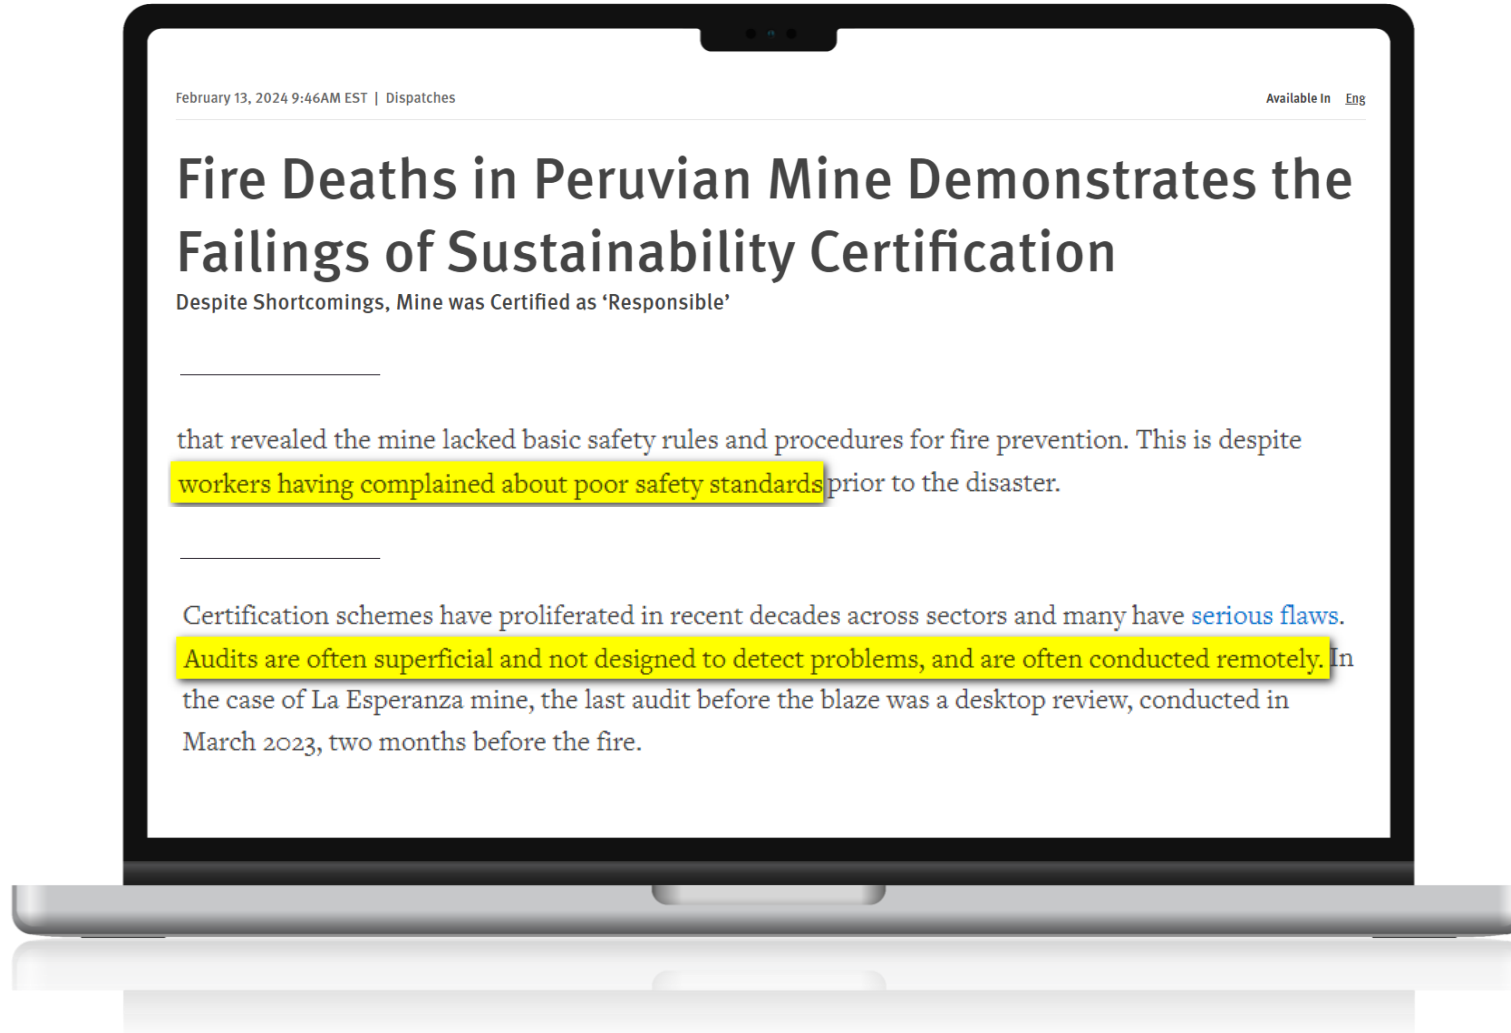 February 13, 2024 9:46AM EST | Dispatches
Available In Eng
Fire Deaths in Peruvian Mine Demonstrates the
Failings of Sustainability Certification
Despite Shortcomings, Mine was Certified as ‘Responsible’
that revealed the mine lacked basic safety rules and procedures for fire prevention. This is despite
workers having complained about poor safety standards prior to the disaster.
Certification schemes have proliferated in recent decades across sectors and many have serious flaws.
Audits are often superficial and not designed to detect problems, and are often conducted remotely. In
the case of La Esperanza mine, the last audit before the blaze was a desktop review, conducted in
March 2023, two months before the fire.